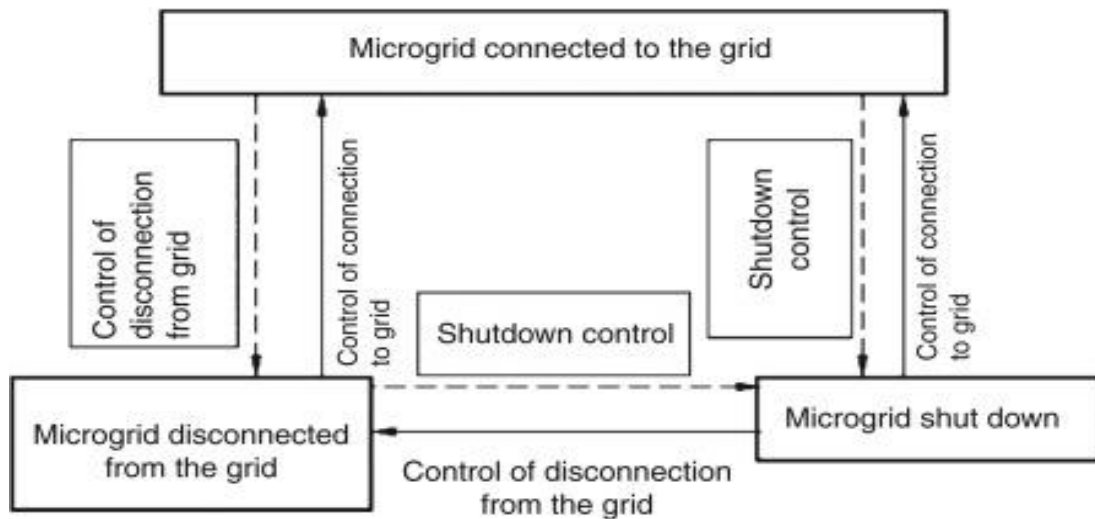 Microgrid connected to the grid
Control of
disconnection
from grid
Control of connection
to grid
Shutdown control
Shutdown
control
Control of connection
to grid
Microgrid disconnected
from the grid
Microgrid shut down
Control of disconnection
from the grid